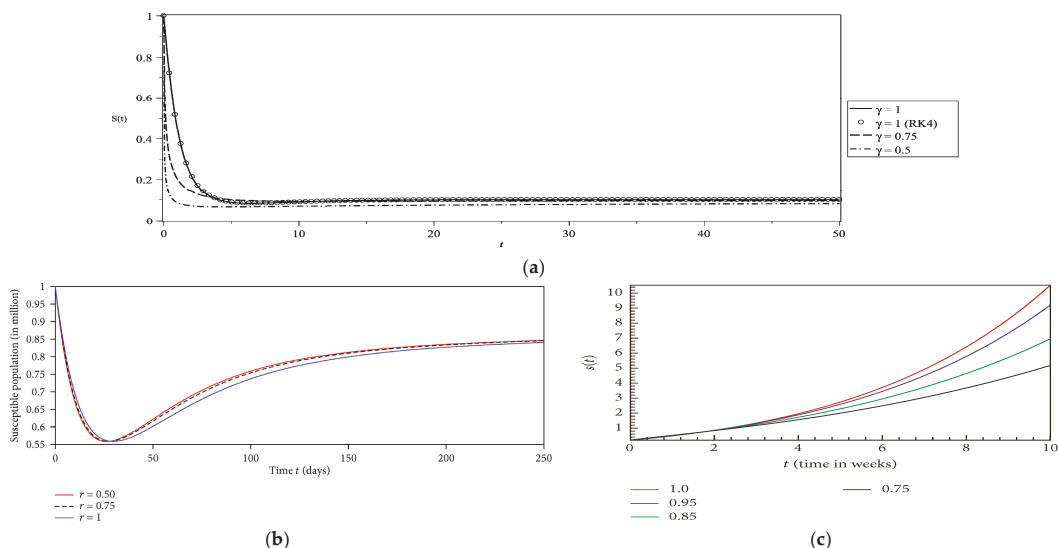 1
0.8
0.6
S(t)
0.4
0.2
0
0 10 20 30 40 50
t
γ = 1
γ = 1 (RK4)
γ = 0.75
γ = 0.5
(a)
1
0.95
0.9
0.85
0.8
0.75
0.7
0.65
0.6
0.55
Susceptible population (in million)
0 50 100 150 200 250
Time t (days)
r = 0.50
r = 0.75
r = 1
(b)
10
9
8
7
6
5
4
3
2
1
s(t)
0 2 4 6 8 10
t (time in weeks)
1.0 0.75
0.95
0.85
(c)